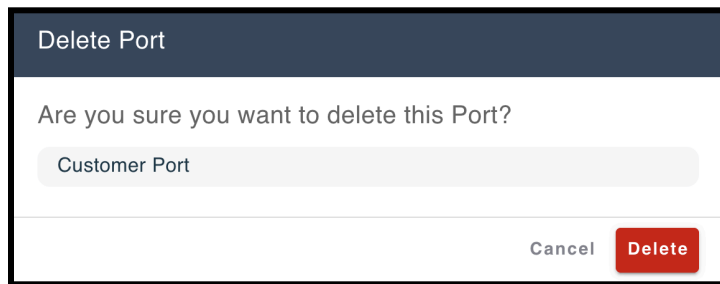 Delete Port
Are you sure you want to delete this Port?
Customer Port
Cancel Delete